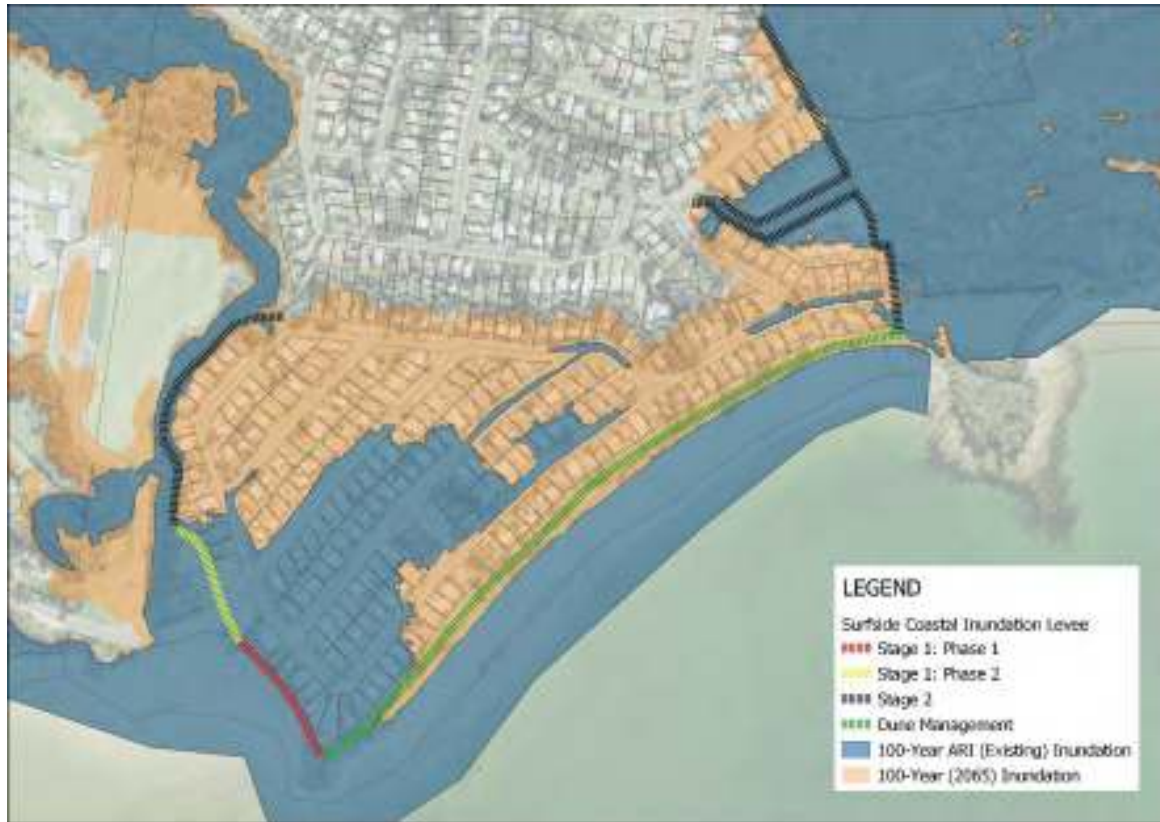 LEGEND
Surfside Coastal Inundation Levee
Stage 1: Phase 1
Stage 1: Phase 2
Stage 2
Dune Management
100-Year ARI (Existing) Inundation
100-Year (2065) Inundation